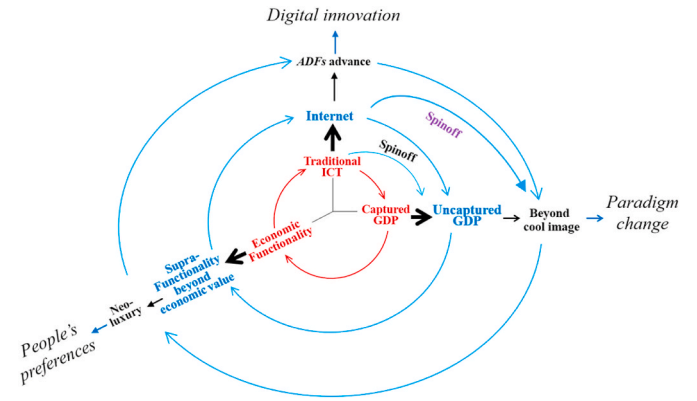 Digital innovation
ADFs advance
Internet
Spinoff
Spinoff
Traditional
ICT
Captured
GDP
Uncaptured
GDP
Beyond
cool image
Paradigm
change
Economic
Functionality
Supra-
Functionality
beyond
economic value
Neo-
luxury
People's
preferences